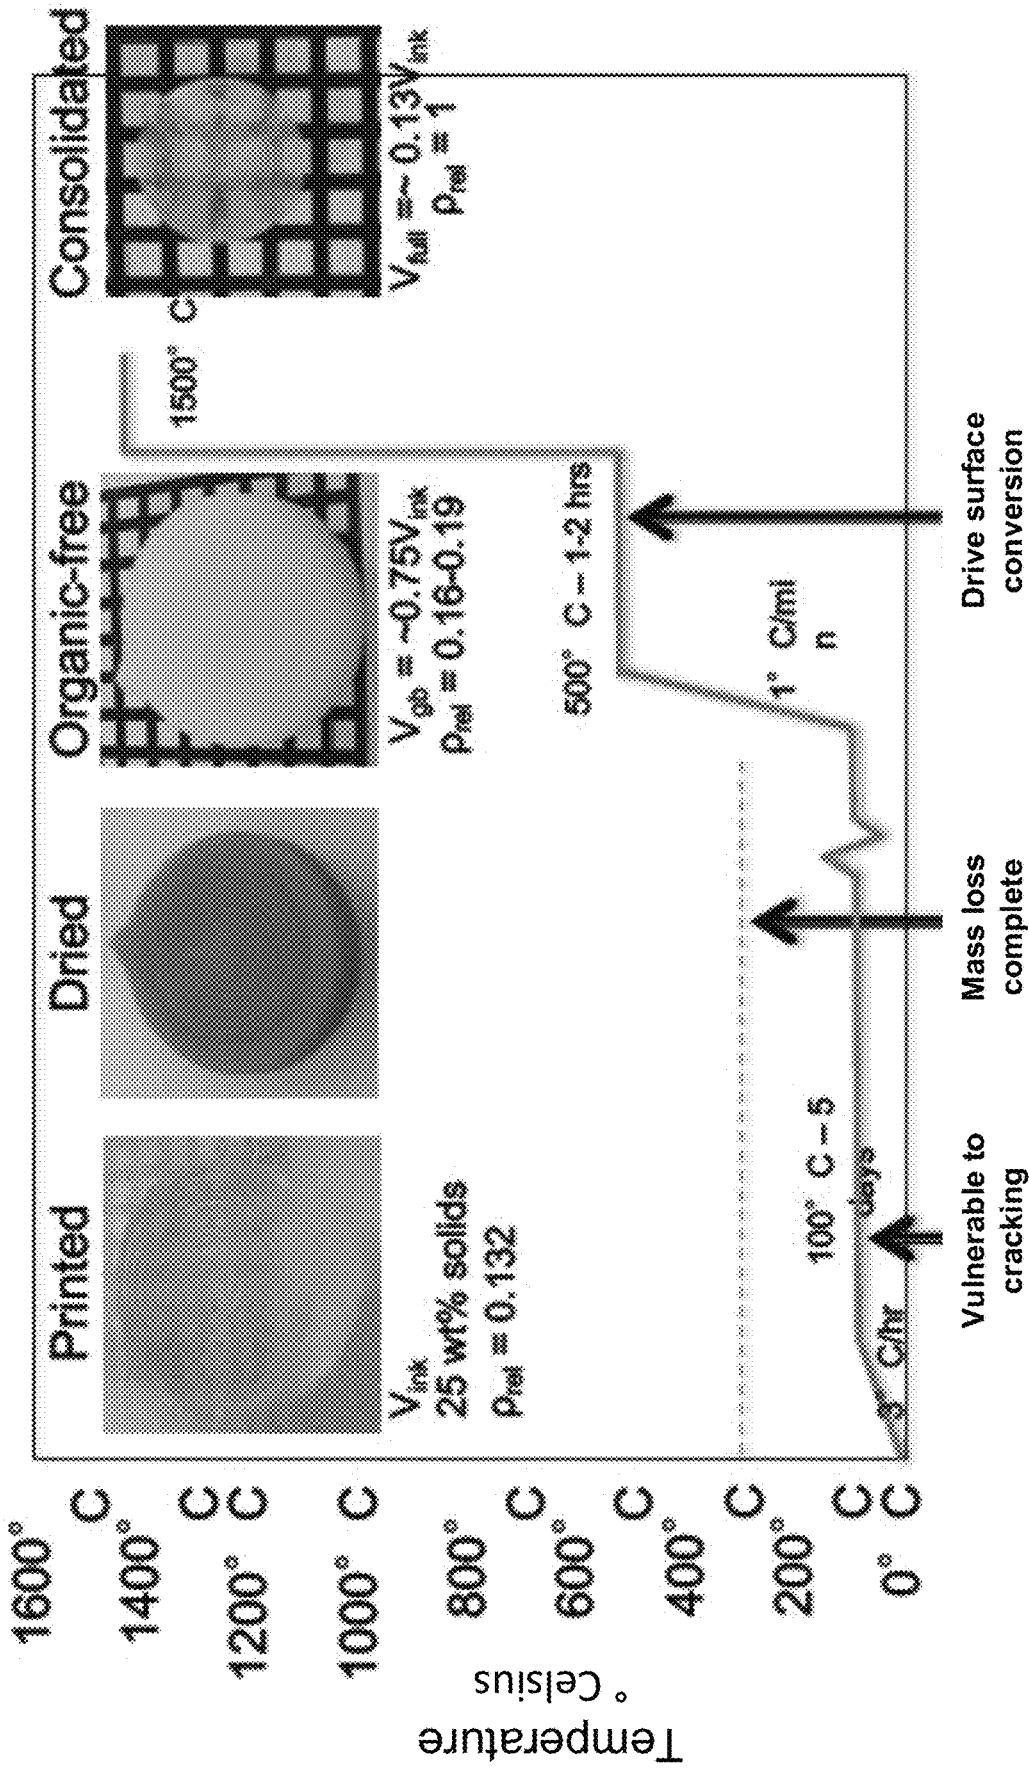 Temperature
° Celsius
1600°
C
1400°
C
1200°
C
1000°
C
800°
C
600°
C
400°
C
200°
C
0°
C
Printed
Dried
Organic-free
Consolidated
V_ink
25 wt% solids
ρ_rel = 0.132
V_gb = ~0.75V_ink
ρ_rel = 0.16-0.19
V_full =~ 0.13V_ink
ρ_rel = 1
1500° C
500° C – 1-2 hrs
1° C/mi
n
100° C – 5
days
3° C/hr
Vulnerable to
cracking
Mass loss
complete
Drive surface
conversion